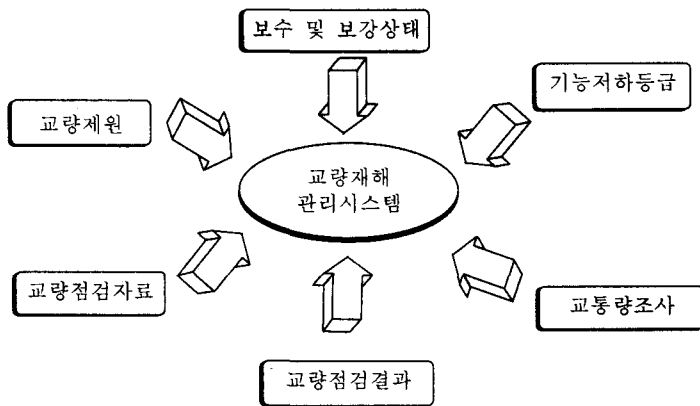 보수 및 보강상태
기능저하등급
교량제원
교량재해
관리시스템
교량점검자료
교통량조사
교량점검결과